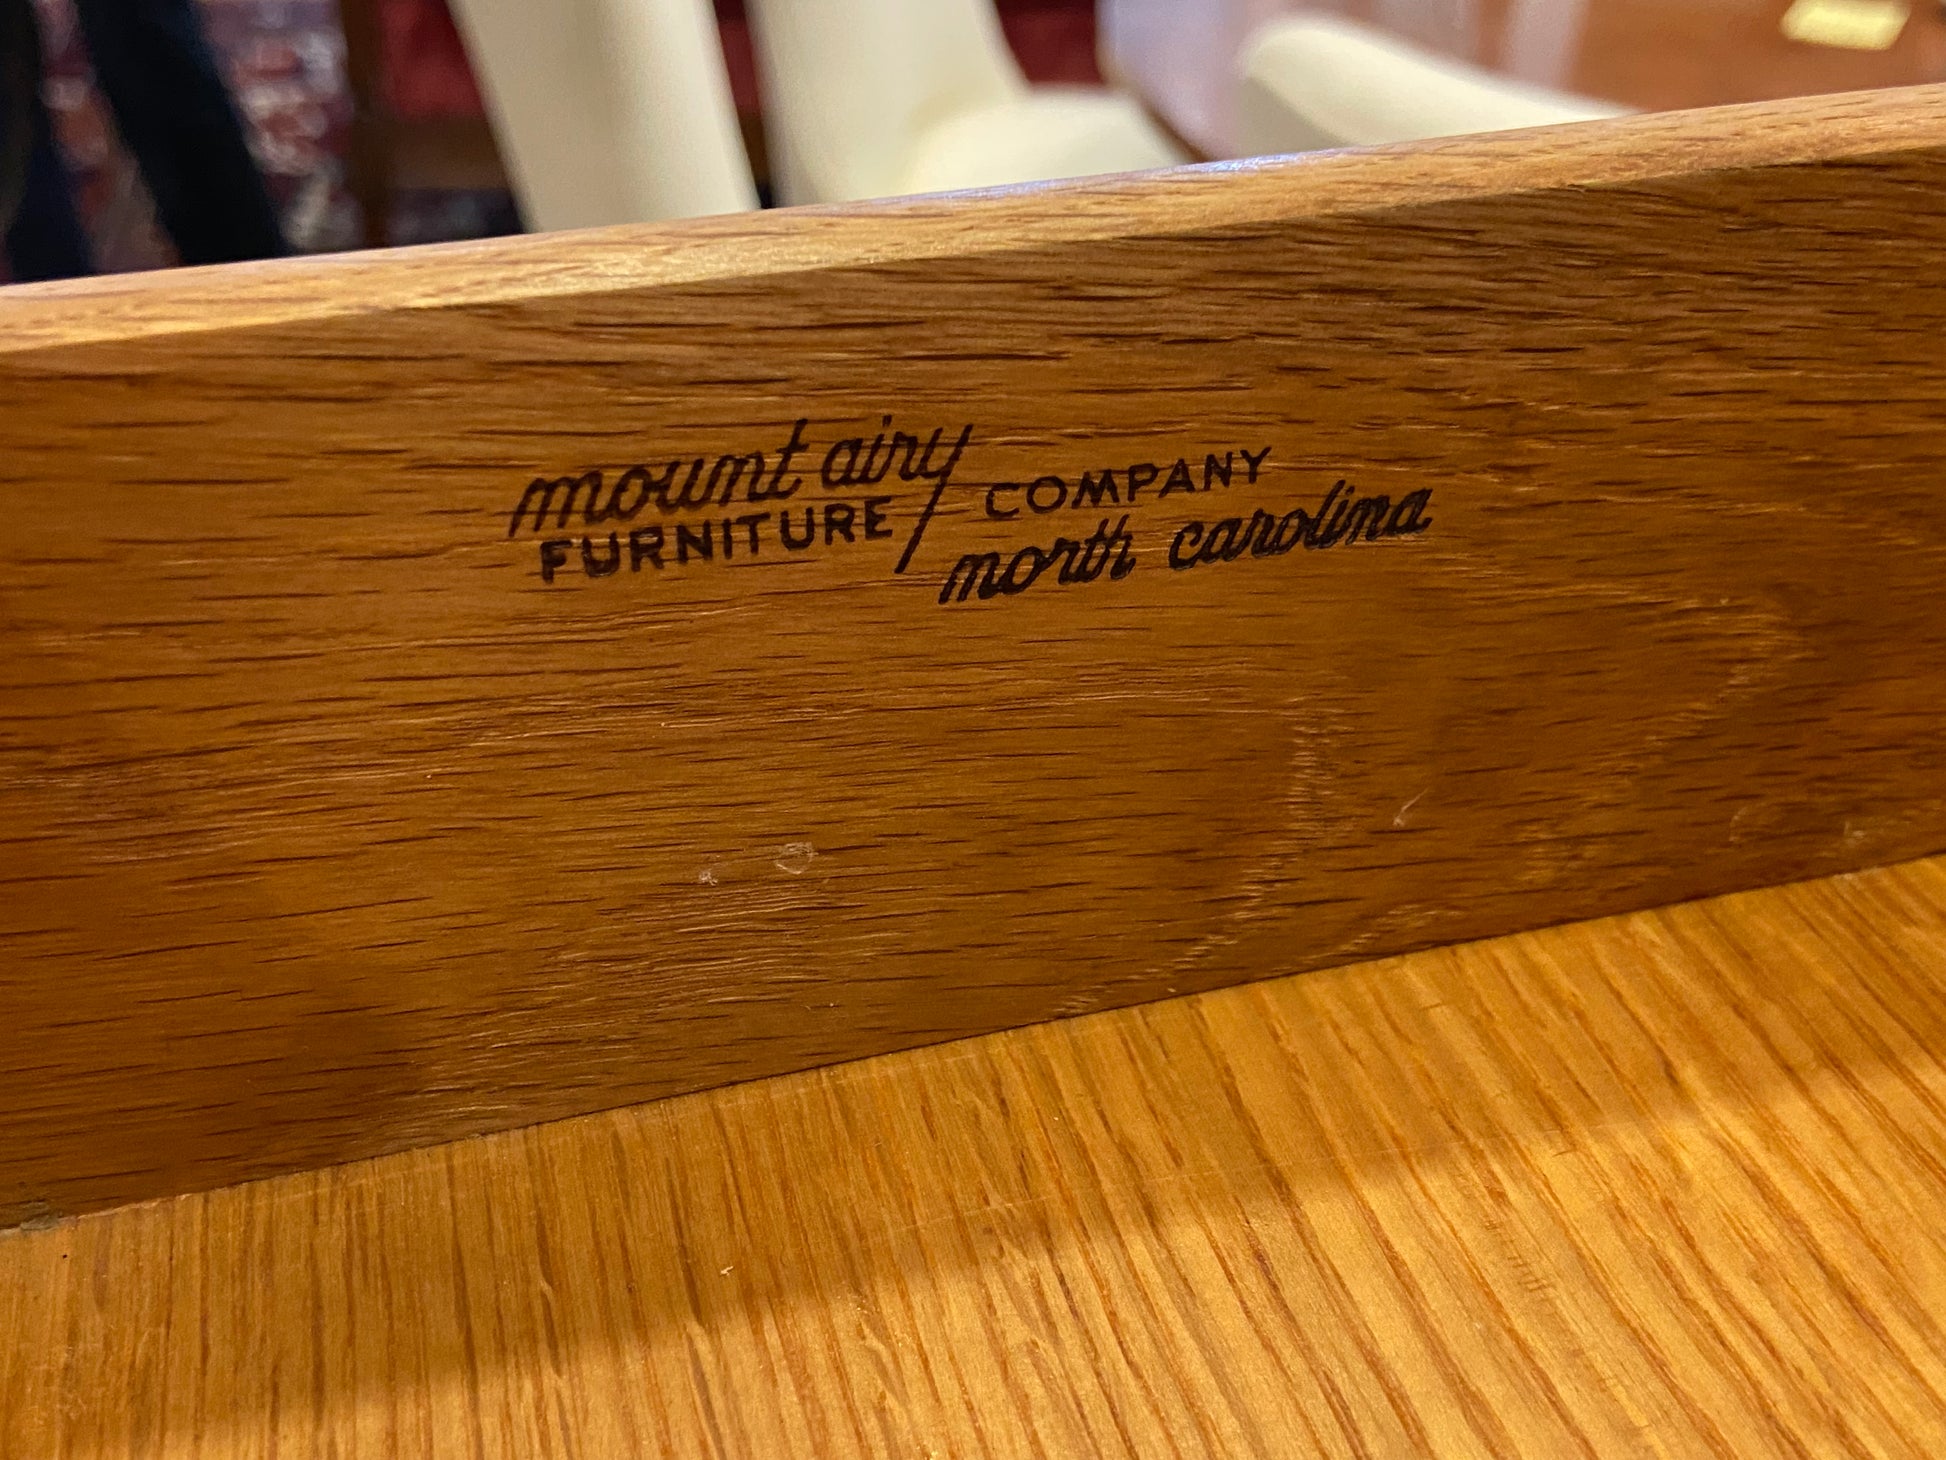 mount airy
FURNITURE / COMPANY
north carolina